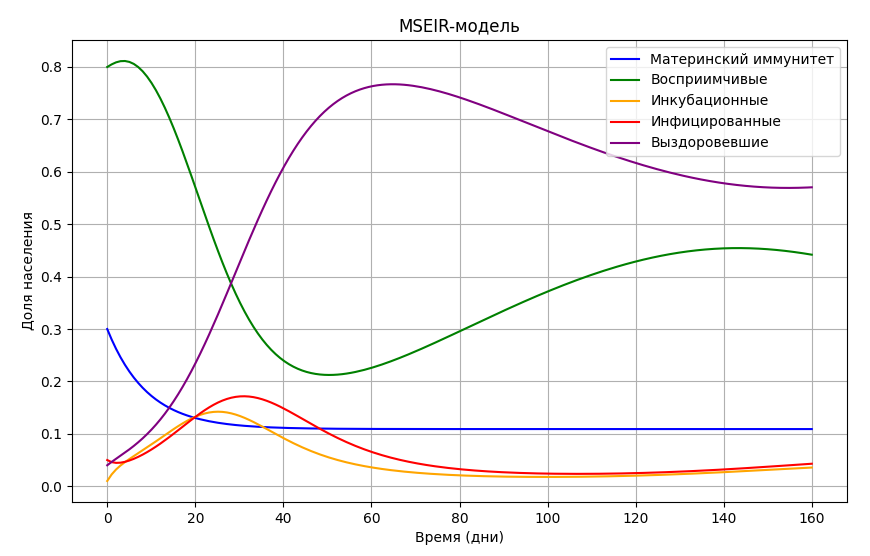 MSEIR-модель
Материнский иммунитет
Восприимчивые
Инкубационные
Инфицированные
Выздоровевшие
Доля населения
0.8
0.7
0.6
0.5
0.4
0.3
0.2
0.1
0.0
0 20 40 60 80 100 120 140 160
Время (дни)